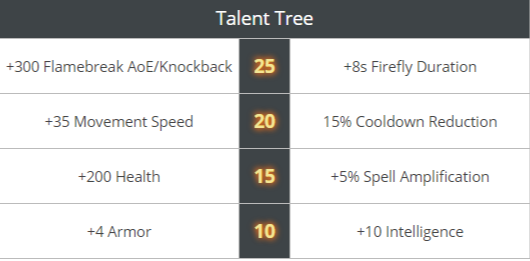 Talent Tree
+300 Flamebreak AoE/Knockback 25 +8s Firefly Duration
+35 Movement Speed 20 15% Cooldown Reduction
+200 Health 15 +5% Spell Amplification
+4 Armor 10 +10 Intelligence